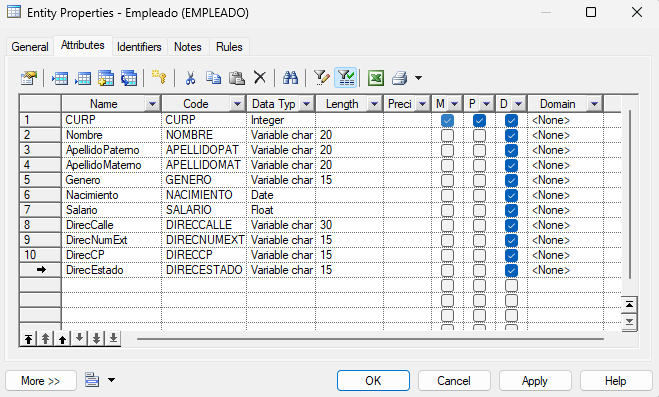 Entity Properties - Empleado (EMPLEADO)
General Attributes Identifiers Notes Rules
Name Code Data Typ Length Preci M P D Domain
1 CURP CURP Integer <None>
2 Nombre NOMBRE Variable char 20 <None>
3 ApellidoPaterno APELLIDOPAT Variable char 20 <None>
4 ApellidoMaterno APELLIDOMAT Variable char 20 <None>
5 Genero GENERO Variable char 15 <None>
6 Nacimiento NACIMIENTO Date <None>
7 Salario SALARIO Float <None>
8 DirecCalle DIRECCALLE Variable char 30 <None>
9 DirecNumExt DIRECNUMEXT Variable char 15 <None>
10 DirecCP DIRECCP Variable char 15 <None>
DirecEstado DIRECESTADO Variable char 15 <None>
More >> OK Cancel Apply Help